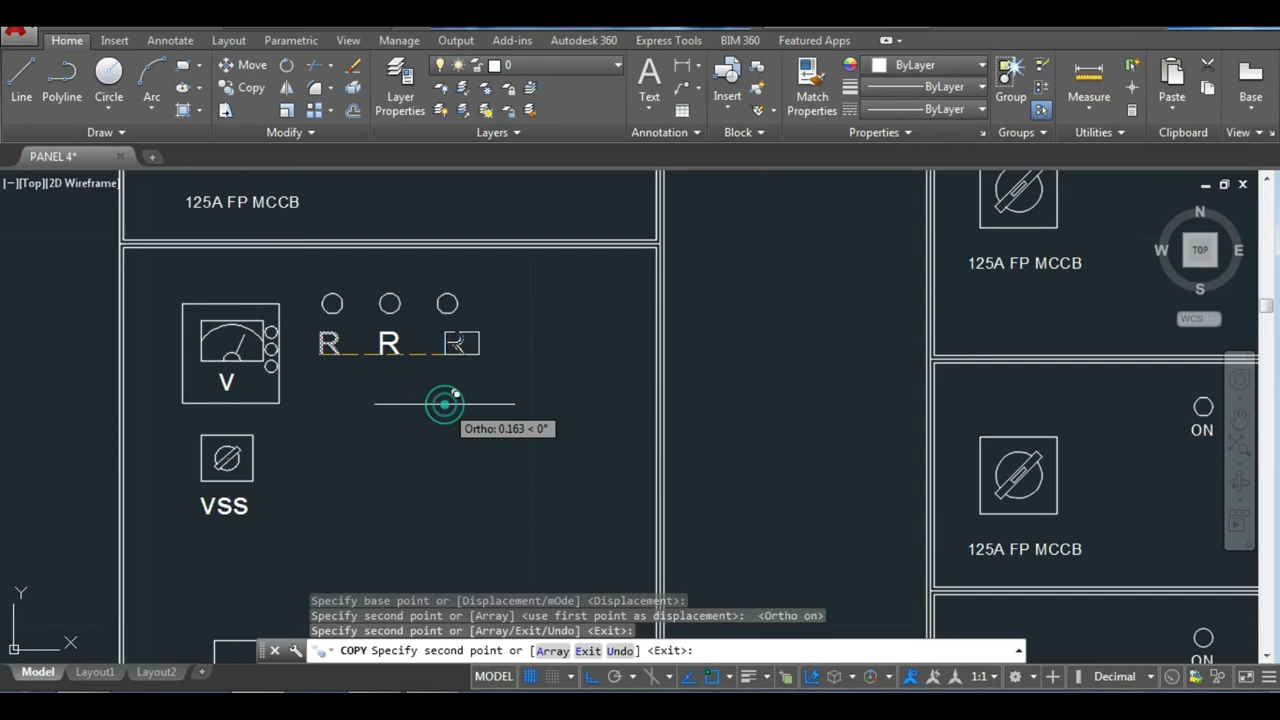 Home Insert Annotate Layout Parametric View Manage Output Add-ins Autodesk 360 Express Tools BIM 360 Featured Apps
Line Polyline Circle Arc
Move
Copy
Layer Properties
0
Text
Insert
Match Properties
ByLayer
ByLayer
ByLayer
Group
Measure
Paste
Base
Draw Modify Layers Annotation Block Properties Groups Utilities Clipboard View
PANEL 4*
[−][Top][2D Wireframe]
125A FP MCCB
N
W TOP E
S
WCS
125A FP MCCB
R R R
V
Ortho: 0.163 < 0°
ON
VSS
125A FP MCCB
Y
X
Specify base point or [Displacement/mOde] <Displacement>:
Specify second point or [Array] <use first point as displacement>: <Ortho on>
Specify second point or [Array/Exit/Undo] <Exit>:
COPY Specify second point or [Array Exit Undo] <Exit>:
ON
Model Layout1 Layout2 +
MODEL 1:1 Decimal